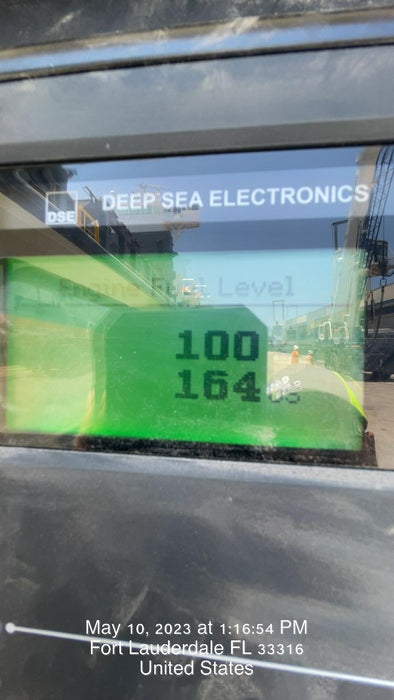 DSE DEEP SEA ELECTRONICS
Engine Fuel Level
100
164
May 10, 2023 at 1:16:54 PM
Fort Lauderdale FL 33316
United States